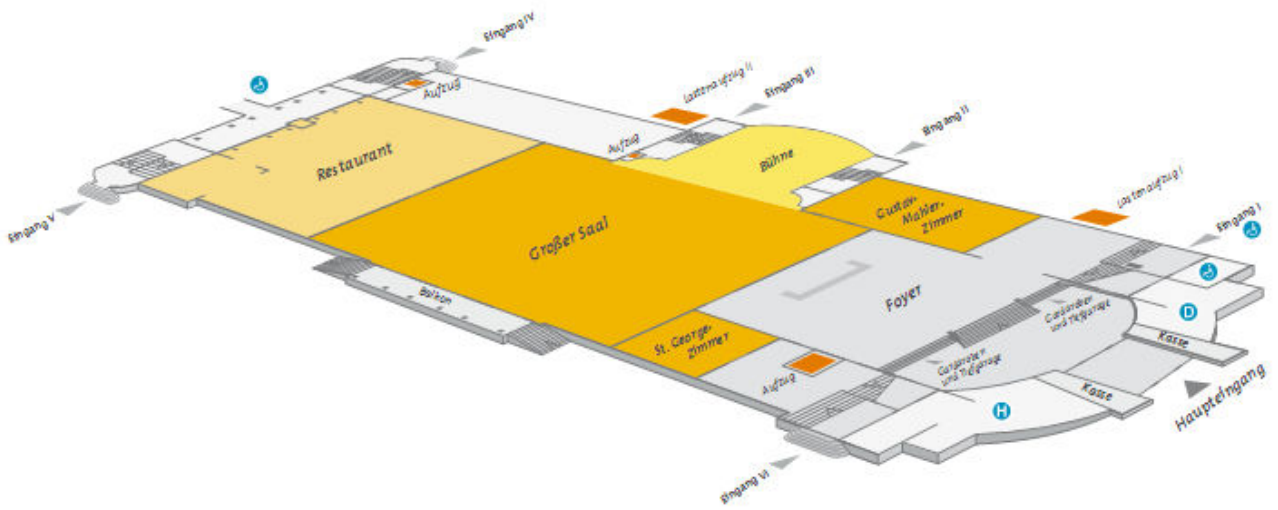 Eingang IV
Aufzug
Lastenaufzug II
Eingang III
Aufzug
Bühne
Eingang II
Restaurant
Eingang V
Großer Saal
Gustav-
Mahler-
Zimmer
Lastenaufzug I
Eingang I
Balkon
Foyer
D
Garderoben
und Tiefgarage
Kasse
St. George-
Zimmer
Garderoben
und Tiefgarage
Aufzug
Kasse
H
Haupteingang
Eingang VI